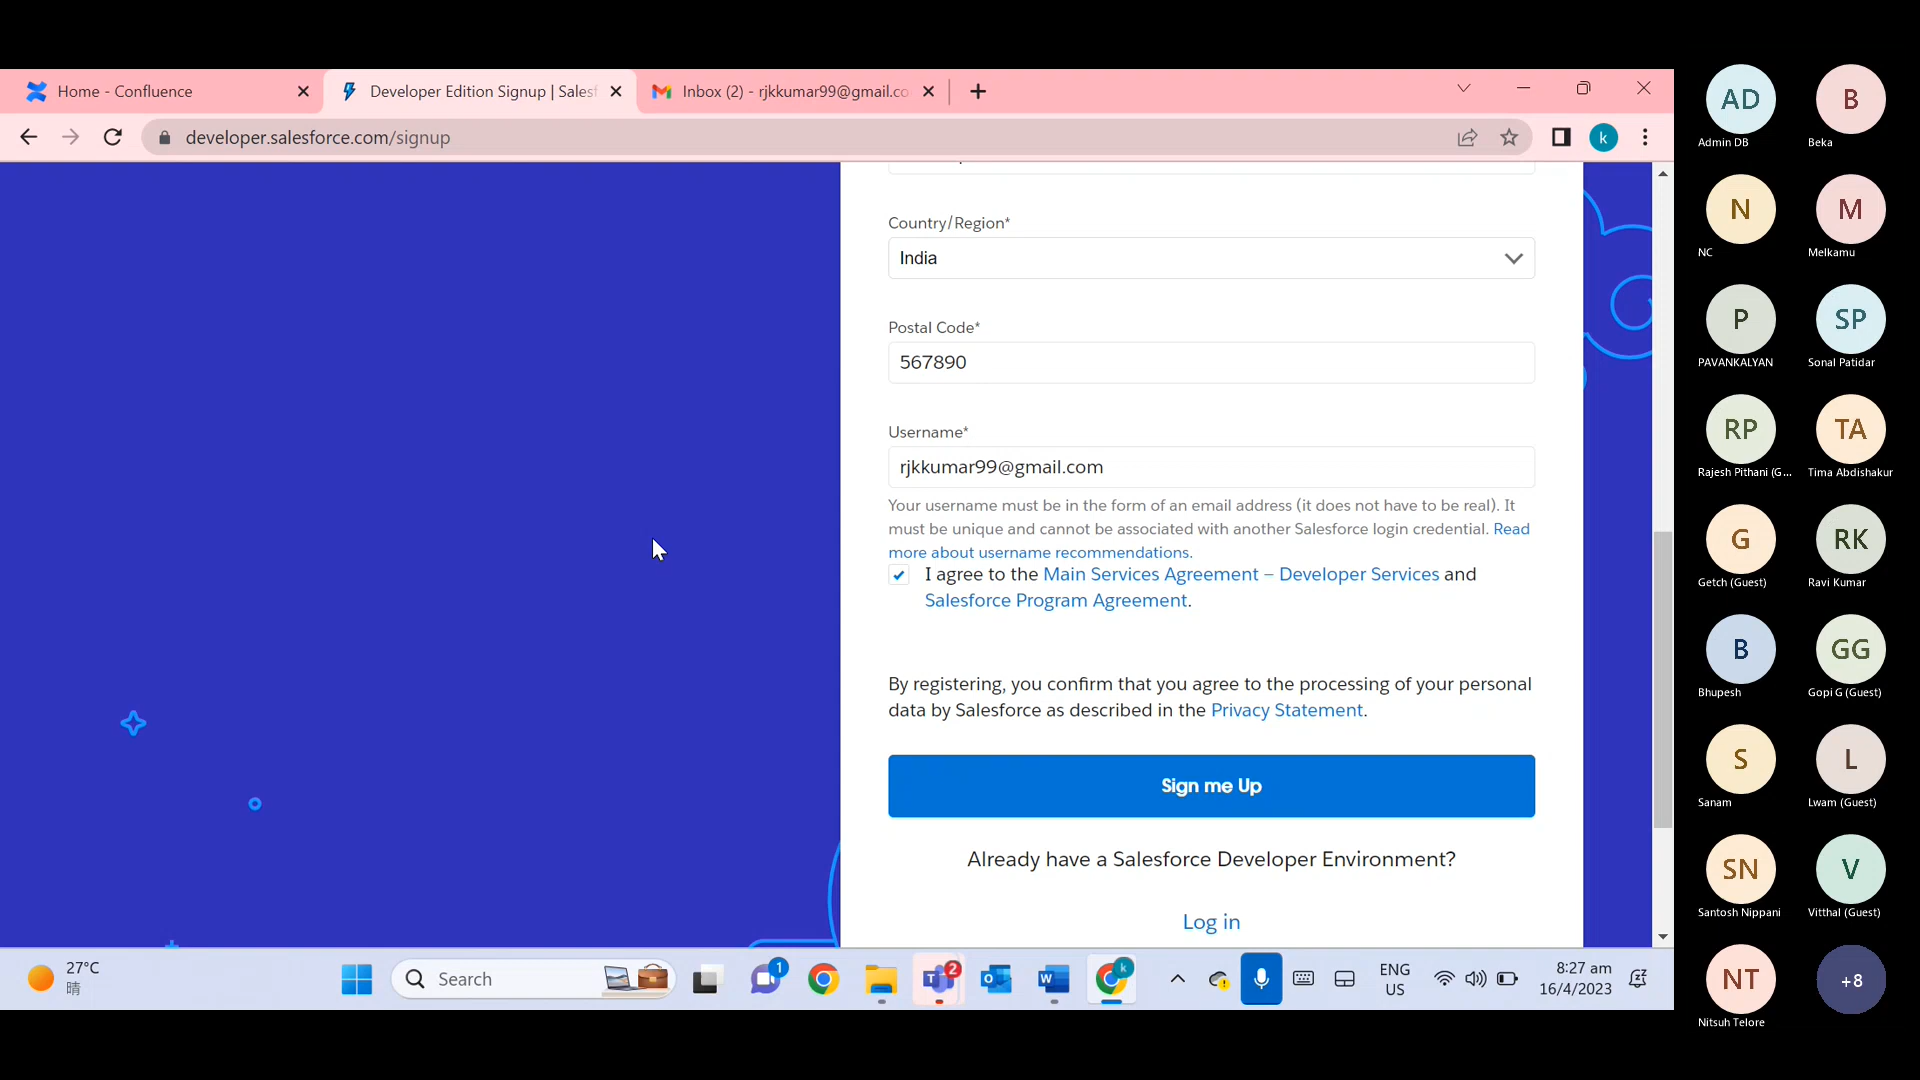 Home - Confluence
Developer Edition Signup | Salesf
Inbox (2) - rjkkumar99@gmail.co
developer.salesforce.com/signup
k
Country/Region*
India
Postal Code*
567890
Username*
rjkkumar99@gmail.com
Your username must be in the form of an email address (it does not have to be real). It
must be unique and cannot be associated with another Salesforce login credential. Read
more about username recommendations.
I agree to the Main Services Agreement – Developer Services and
Salesforce Program Agreement.
By registering, you confirm that you agree to the processing of your personal
data by Salesforce as described in the Privacy Statement.
Sign me Up
Already have a Salesforce Developer Environment?
Log in
27°C
晴
Search
1
2
k
ENG
US
8:27 am
16/4/2023
AD
Admin DB
B
Beka
N
NC
M
Melkamu
P
PAVANKALYAN
SP
Sonal Patidar
RP
Rajesh Pithani (G...
TA
Tima Abdishakur
G
Getch (Guest)
RK
Ravi Kumar
B
Bhupesh
GG
Gopi G (Guest)
S
Sanam
L
Lwam (Guest)
SN
Santosh Nippani
V
Vitthal (Guest)
NT
Nitsuh Telore
+8